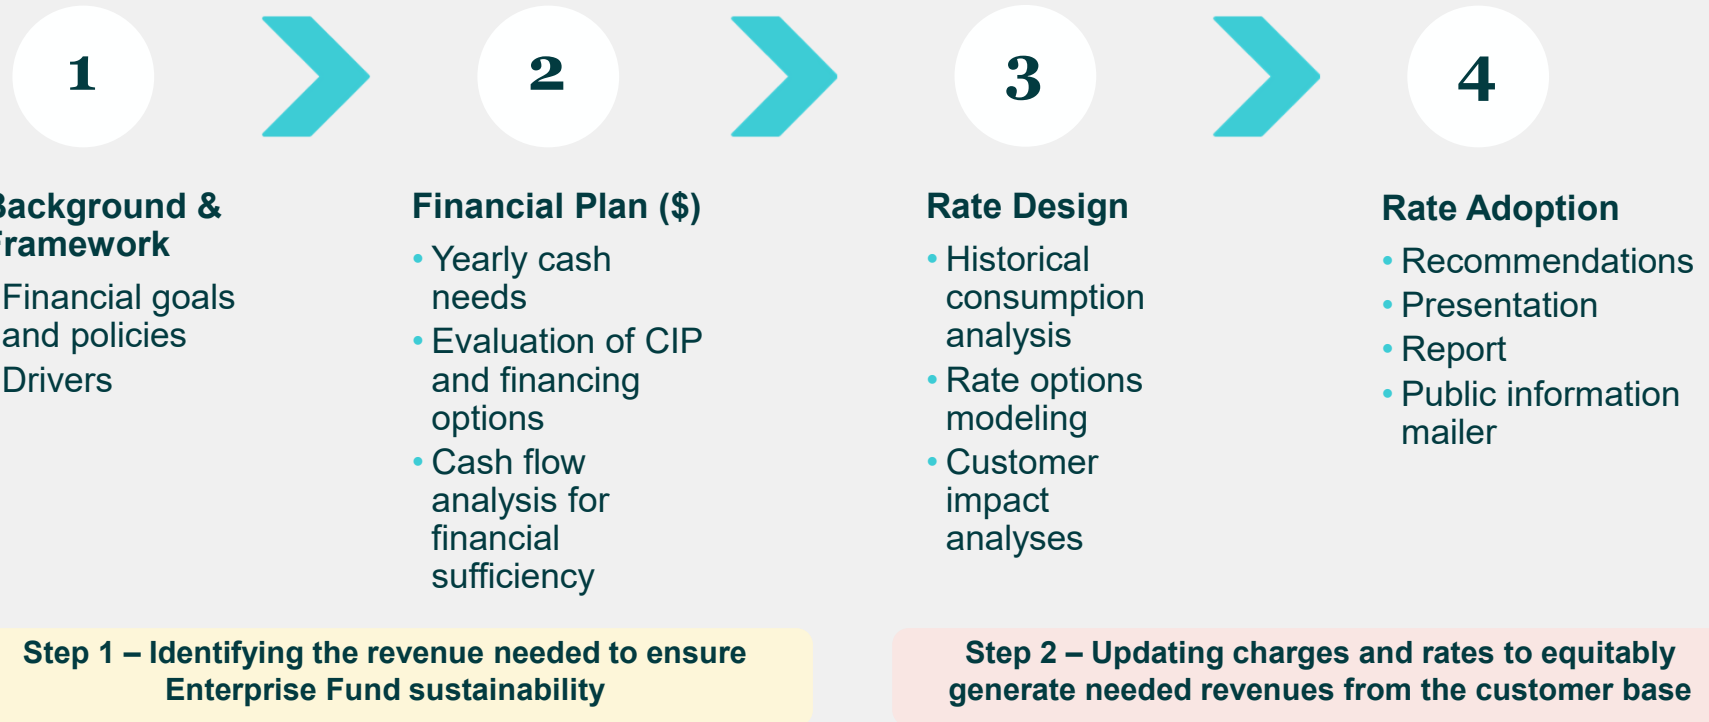 1
2
3
4
Background &
Framework
Financial goals
and policies
Drivers
Financial Plan ($)
• Yearly cash
needs
• Evaluation of CIP
and financing
options
• Cash flow
analysis for
financial
sufficiency
Rate Design
• Historical
consumption
analysis
• Rate options
modeling
• Customer
impact
analyses
Rate Adoption
• Recommendations
• Presentation
• Report
• Public information
mailer
Step 1 – Identifying the revenue needed to ensure
Enterprise Fund sustainability
Step 2 – Updating charges and rates to equitably
generate needed revenues from the customer base